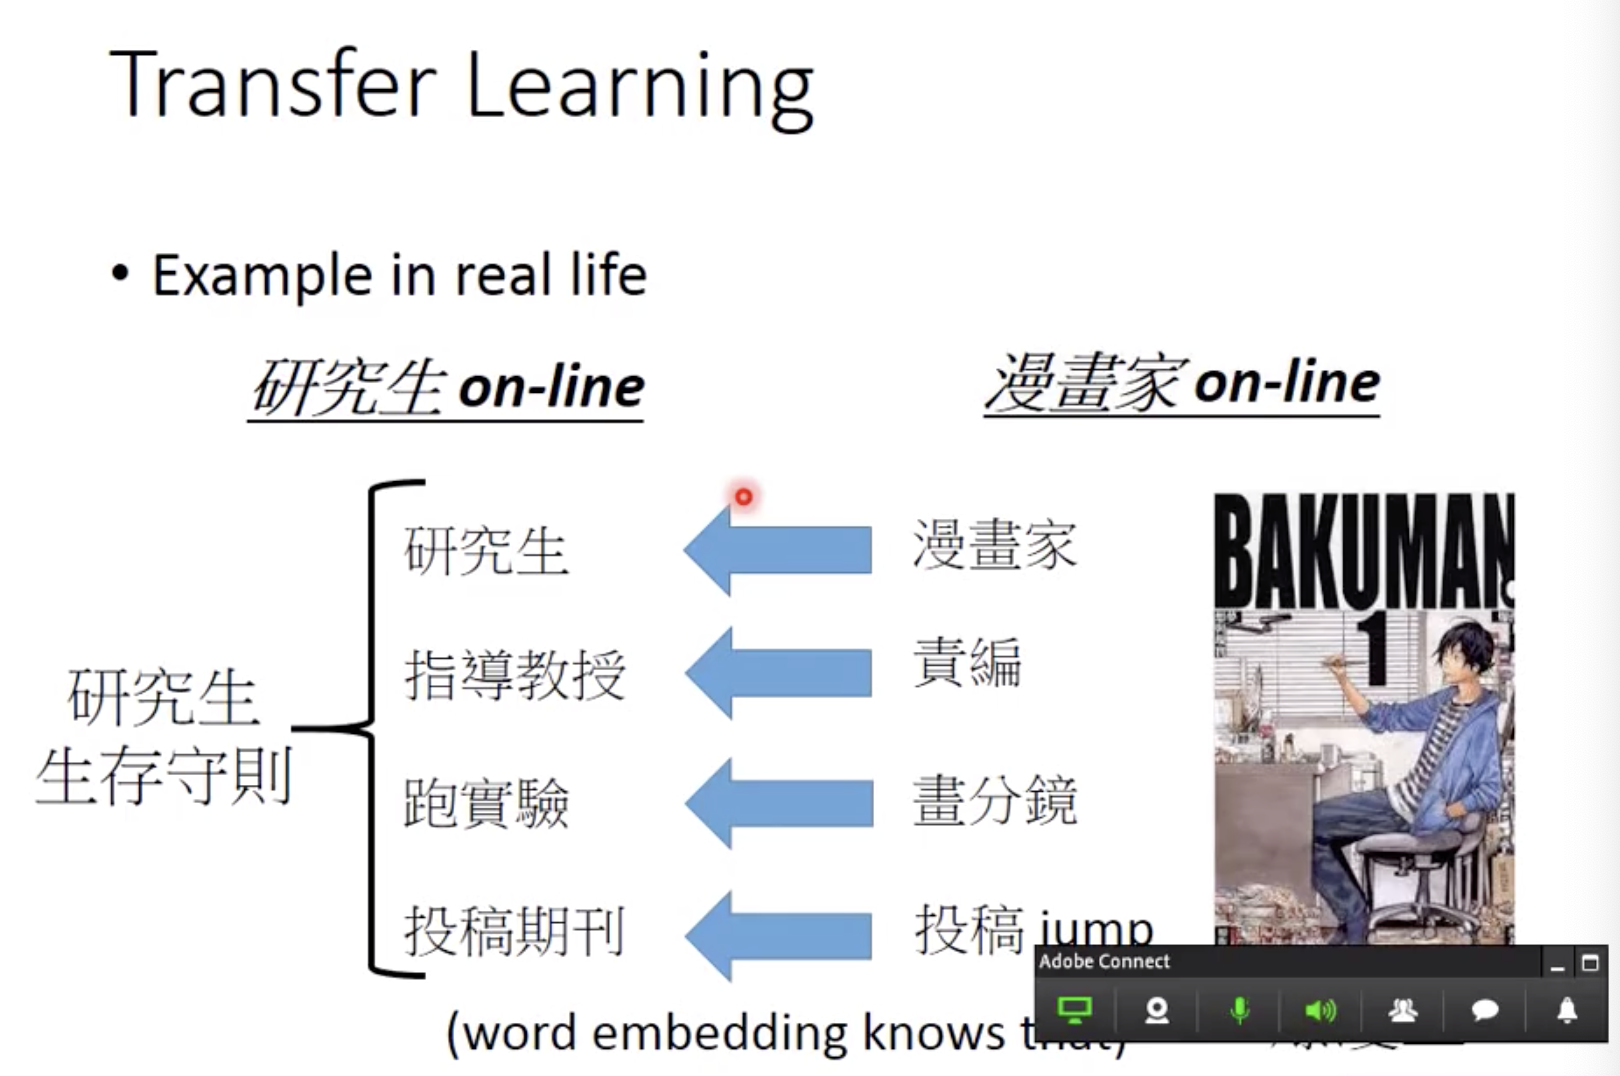 Transfer Learning
• Example in real life
研究生 on-line
漫畫家 on-line
研究生
生存守則
研究生
漫畫家
指導教授
責編
跑實驗
畫分鏡
投稿期刊
投稿 jump
(word embedding knows that)
BAKUMAN
1
Adobe Connect